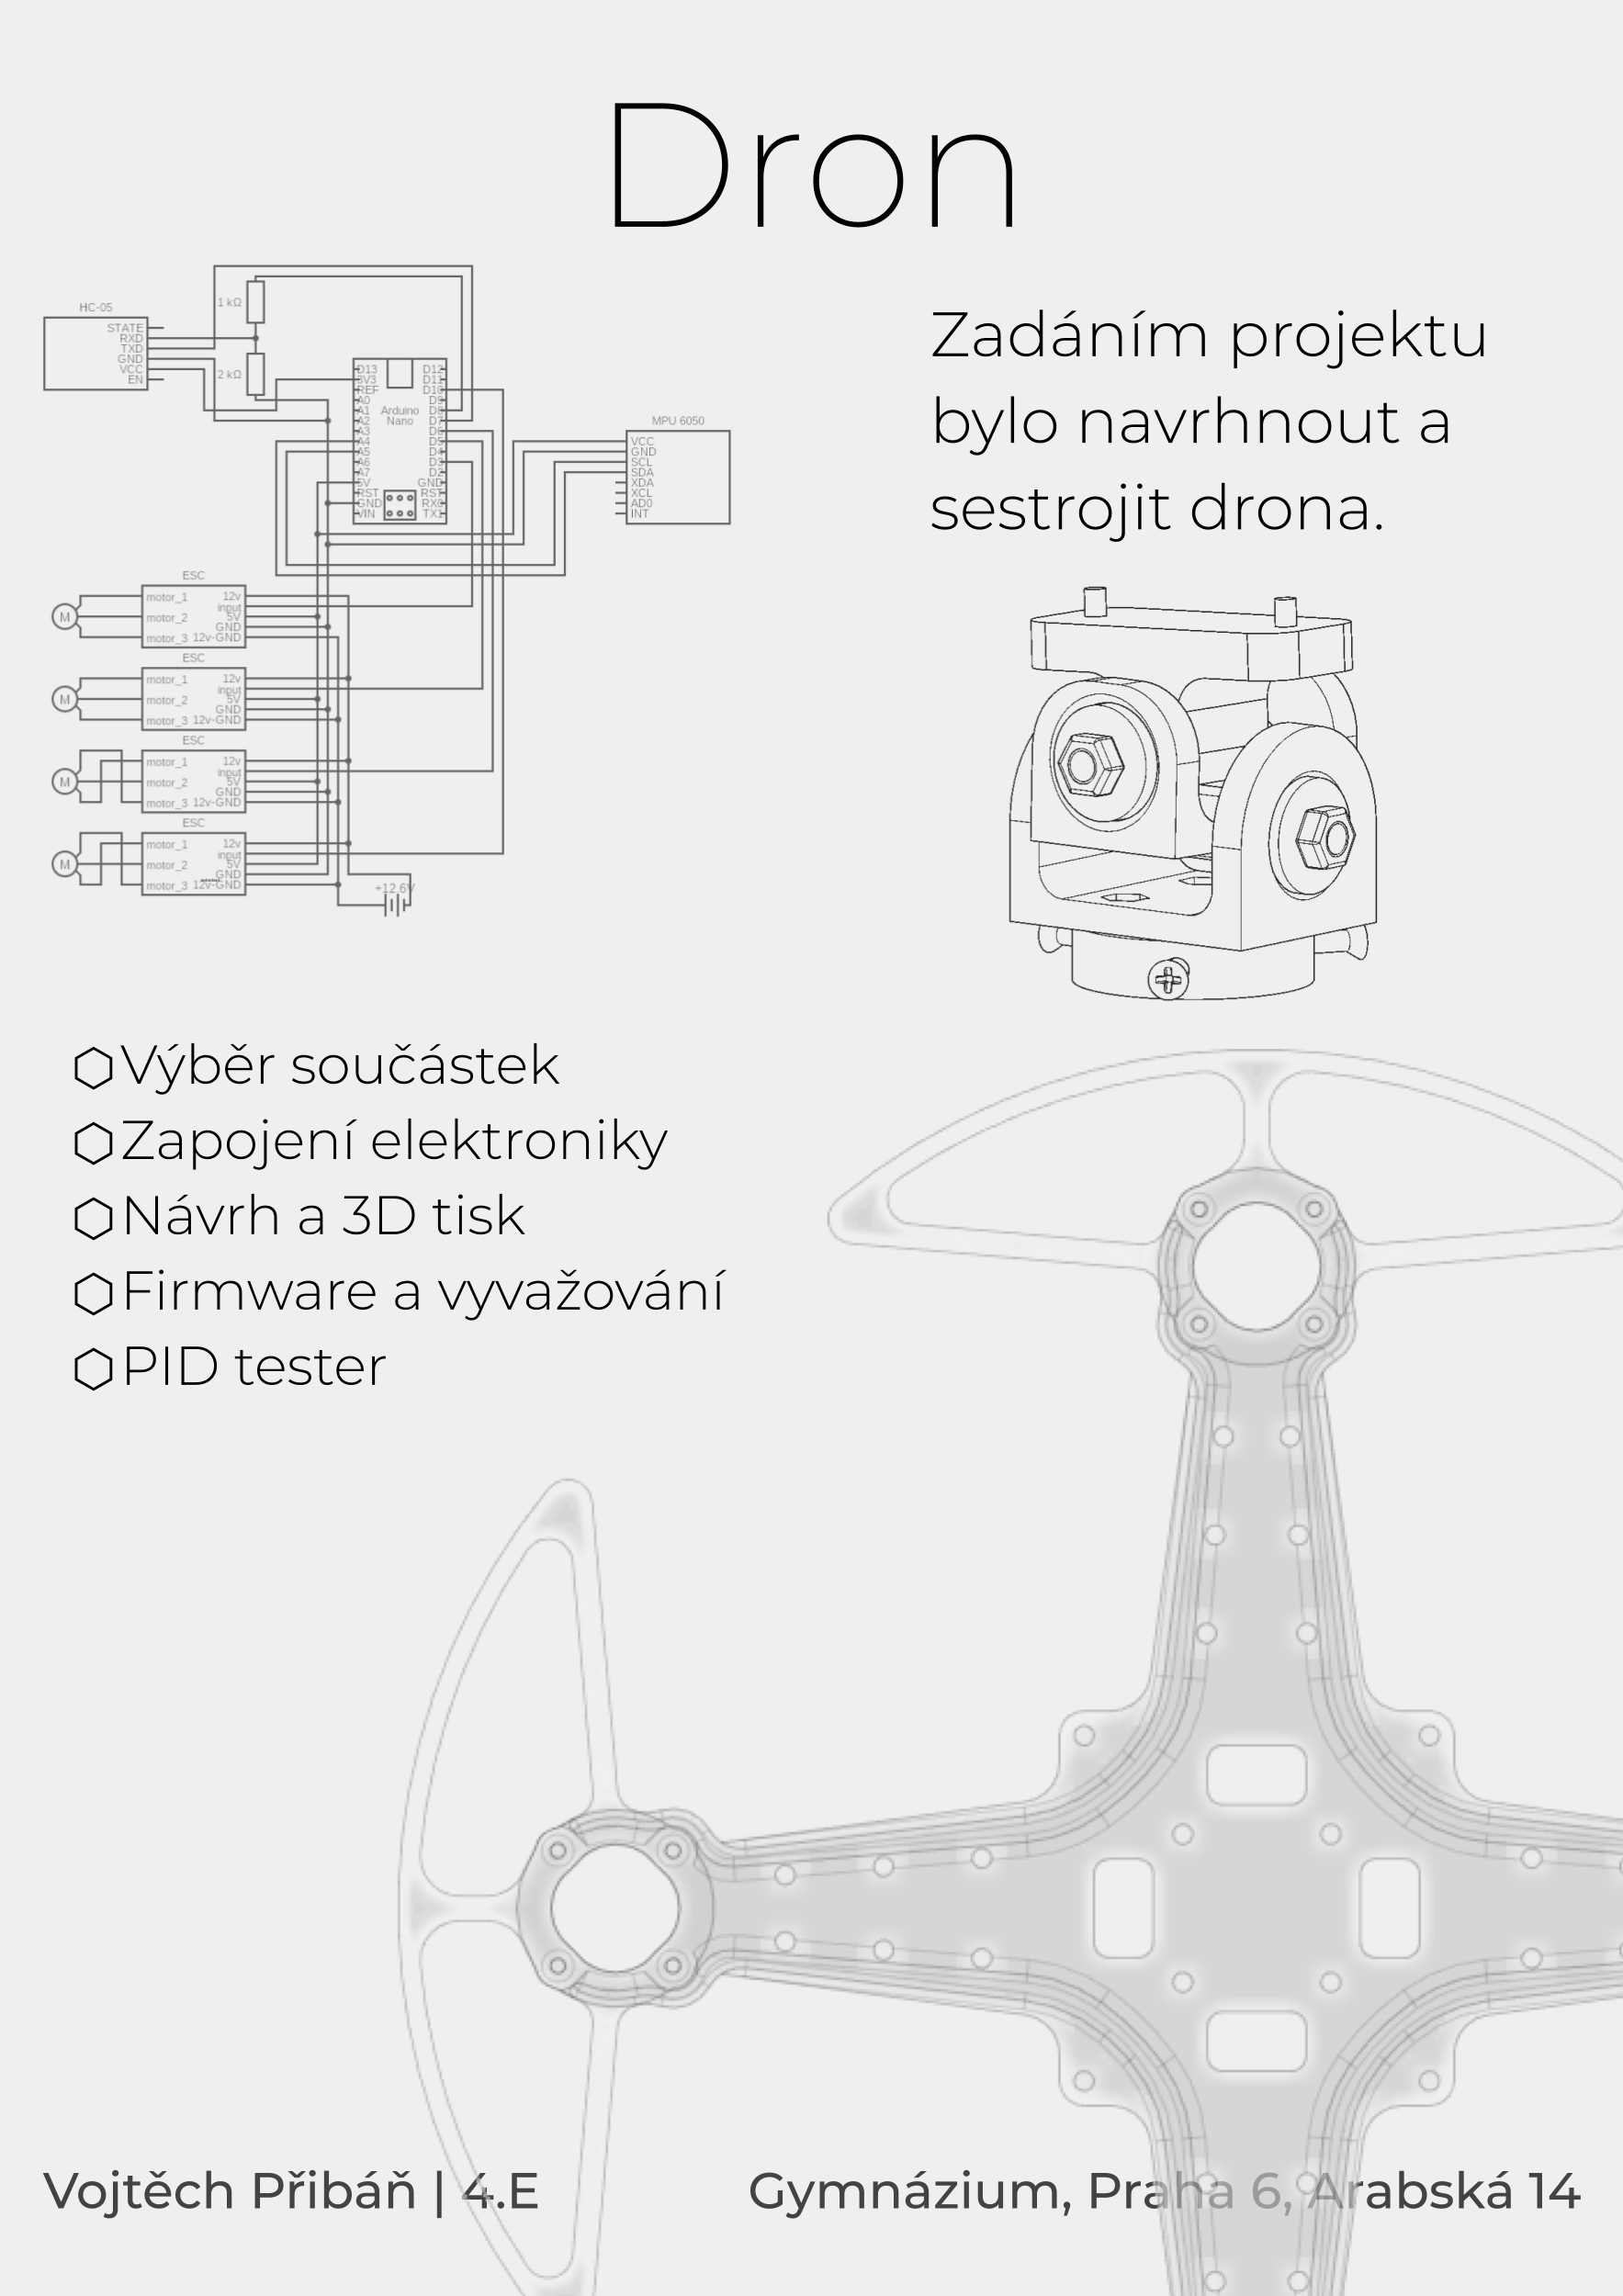 Dron
HC-05
STATE
RXD
TXD
GND
VCC
EN
1 kΩ
2 kΩ
D13
3V3
REF
A0
A1
A2
A3
A4
A5
A6
A7
5V
RST
GND
VIN
Arduino
Nano
D12
D11
D10
D9
D8
D7
D6
D5
D4
D3
D2
GND
RST
RX0
TX1
MPU 6050
VCC
GND
SCL
SDA
XDA
XCL
AD0
INT
Zadáním projektu
bylo navrhnout a
sestrojit drona.
ESC
M
motor_1 12v
input
motor_2 5V
GND
motor_3 12v-GND
ESC
M
motor_1 12v
input
motor_2 5V
GND
motor_3 12v-GND
ESC
M
motor_1 12v
input
motor_2 5V
GND
motor_3 12v-GND
ESC
M
motor_1 12v
input
motor_2 5V
GND
motor_3 12v-GND
+12.6V
Výběr součástek
Zapojení elektroniky
Návrh a 3D tisk
Firmware a vyvažování
PID tester
Vojtěch Přibáň | 4.E
Gymnázium, Praha 6, Arabská 14